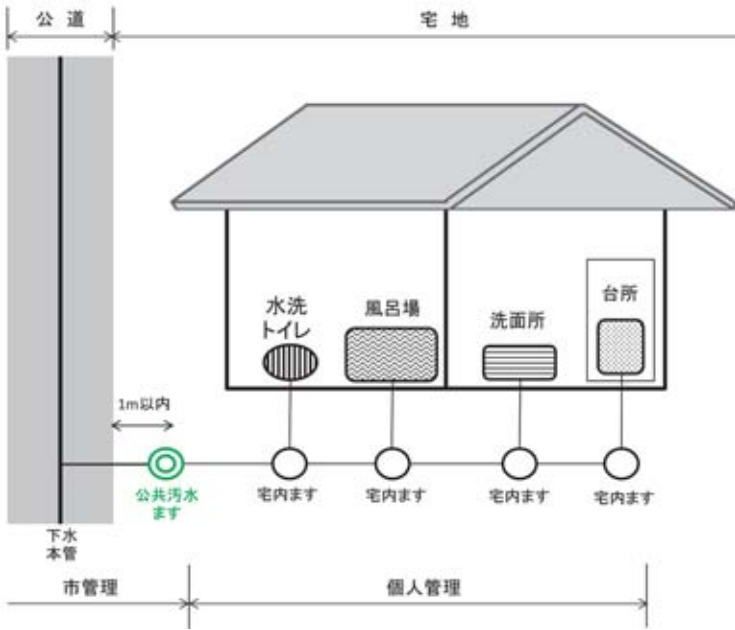 公 道
宅 地
水洗
トイレ
風呂場
洗面所
台所
1m以内
公共汚水
ます
宅内ます
宅内ます
宅内ます
宅内ます
下水
本管
市管理
個人管理